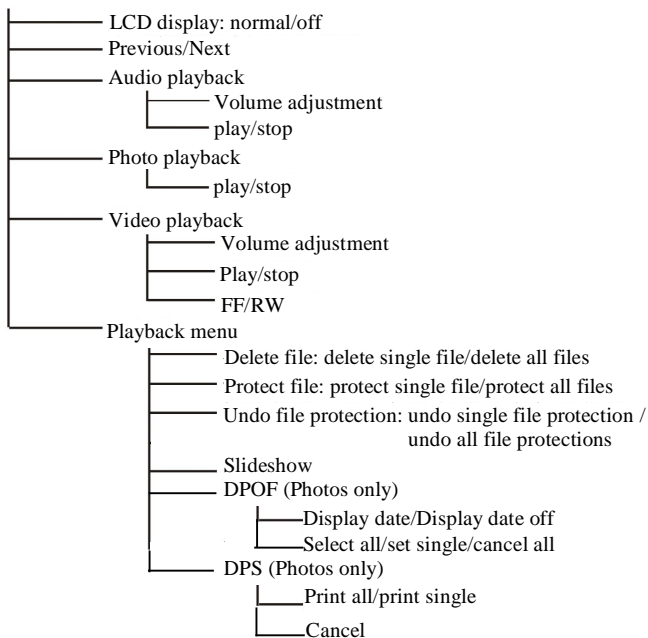 LCD display: normal/off
Previous/Next
Audio playback
Volume adjustment
play/stop
Photo playback
play/stop
Video playback
Volume adjustment
Play/stop
FF/RW
Playback menu
Delete file: delete single file/delete all files
Protect file: protect single file/protect all files
Undo file protection: undo single file protection /
undo all file protections
Slideshow
DPOF (Photos only)
Display date/Display date off
Select all/set single/cancel all
DPS (Photos only)
Print all/print single
Cancel